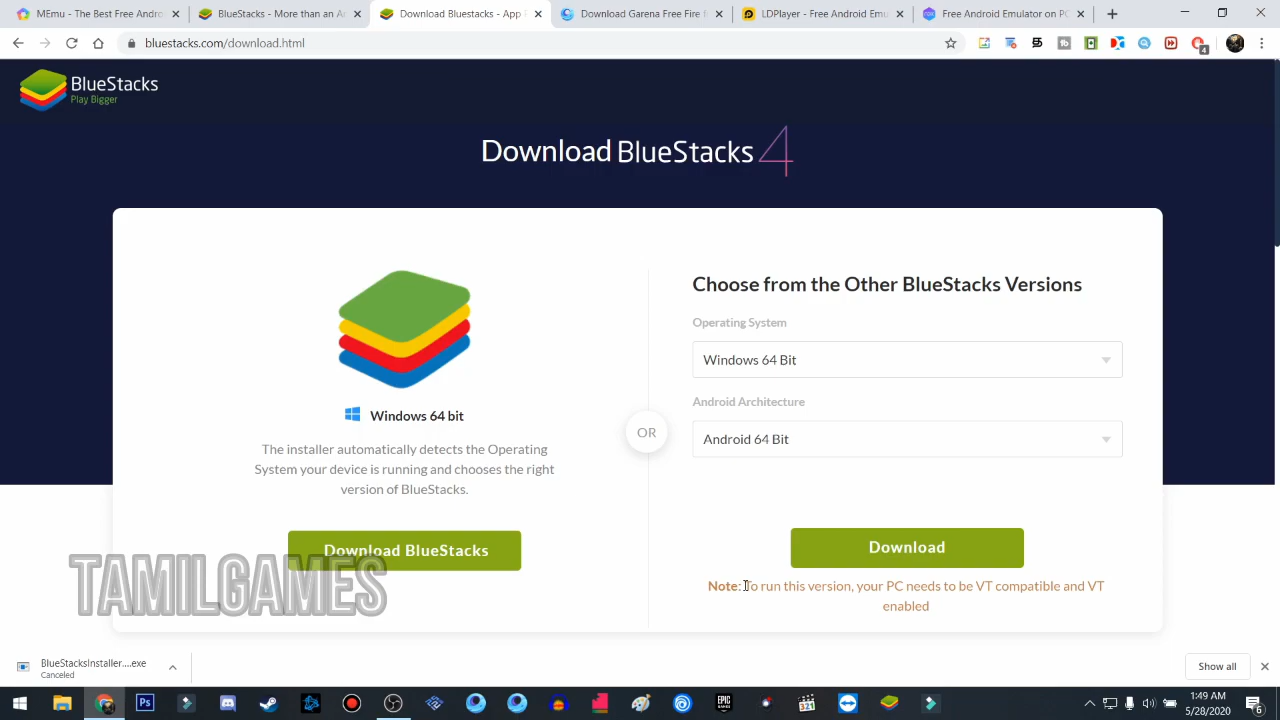 MEmu - The Best Free Andro
BlueStacks - More than an A
Download Bluestacks - App P
Download Garena Free Fire f
LDPlayer - Free Android Emu
Free Android Emulator on PC
bluestacks.com/download.html
4
BlueStacks
Play Bigger
Download BlueStacks 4
Windows 64 bit
The installer automatically detects the Operating
System your device is running and chooses the right
version of BlueStacks.
Download BlueStacks
OR
Choose from the Other BlueStacks Versions
Operating System
Windows 64 Bit
Android Architecture
Android 64 Bit
Download
Note: To run this version, your PC needs to be VT compatible and VT
enabled
TAMILGAMES
BlueStacksInstaller....exe
Canceled
Show all
Ps
EPIC
GAMES
1:49 AM
5/28/2020
6